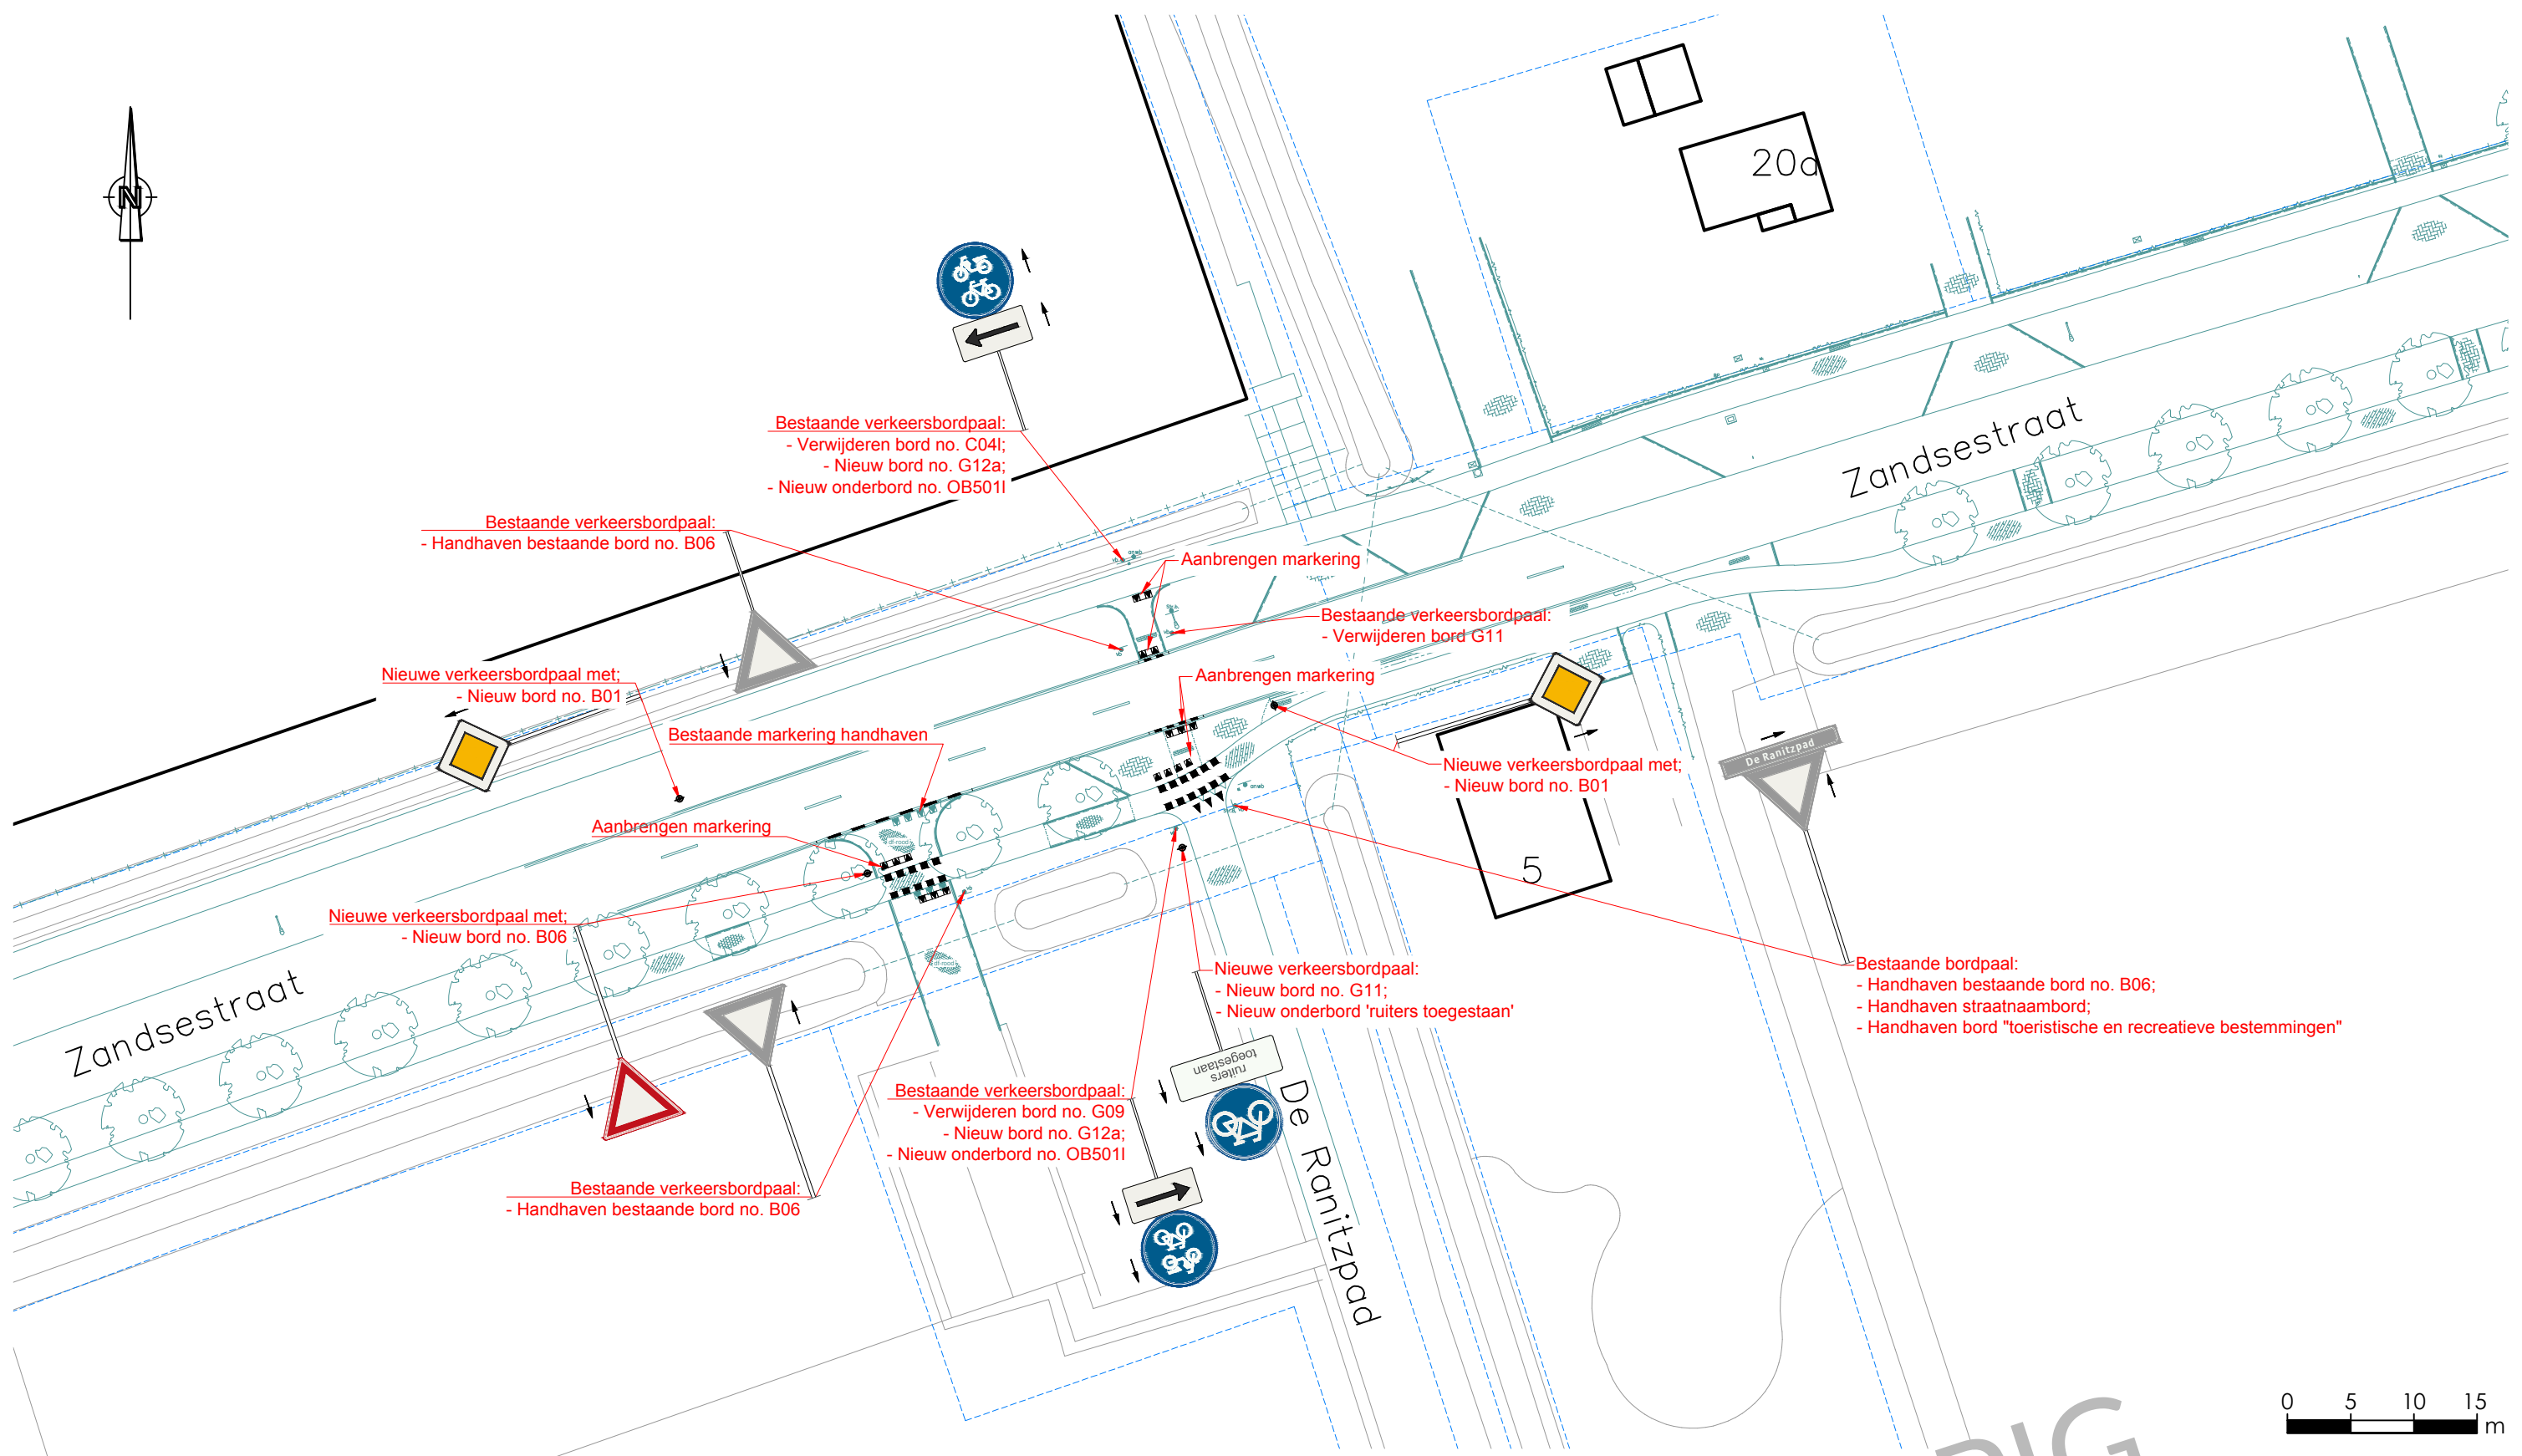 N
20a
Bestaande verkeersbordpaal:
- Verwijderen bord no. C04l;
- Nieuw bord no. G12a;
- Nieuw onderbord no. OB501l
Zandsestraat
Bestaande verkeersbordpaal:
- Handhaven bestaande bord no. B06
Aanbrengen markering
Bestaande verkeersbordpaal:
- Verwijderen bord G11
Nieuwe verkeersbordpaal met;
- Nieuw bord no. B01
Aanbrengen markering
Bestaande markering handhaven
De Ranitzpad
Nieuwe verkeersbordpaal met;
- Nieuw bord no. B01
Aanbrengen markering
5
Nieuwe verkeersbordpaal met;
- Nieuw bord no. B06
Nieuwe verkeersbordpaal:
- Nieuw bord no. G11;
- Nieuw onderbord 'ruiters toegestaan'
Bestaande bordpaal:
- Handhaven bestaande bord no. B06;
- Handhaven straatnaambord;
- Handhaven bord "toeristische en recreatieve bestemmingen"
Zandsestraat
ruiters
toegestaan
Bestaande verkeersbordpaal:
- Verwijderen bord no. G09
- Nieuw bord no. G12a;
- Nieuw onderbord no. OB501l
De Ranitzpad
Bestaande verkeersbordpaal:
- Handhaven bestaande bord no. B06
0 5 10 15
m